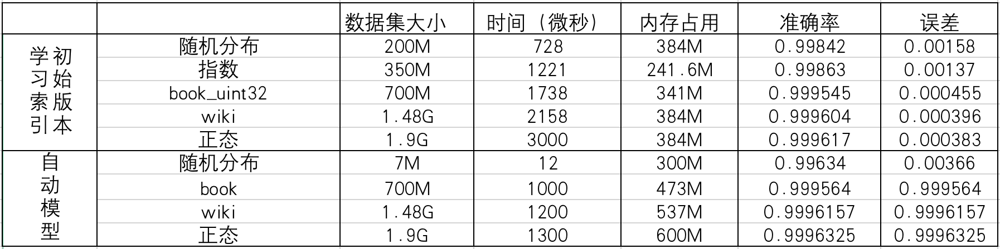 数据集大小 时间（微秒） 内存占用 准确率 误差
初始版本学习索引
随机分布 200M 728 384M 0.99842 0.00158
指数 350M 1221 241.6M 0.99863 0.00137
book_uint32 700M 1738 341M 0.999545 0.000455
wiki 1.48G 2158 384M 0.999604 0.000396
正态 1.9G 3000 384M 0.999617 0.000383
自动模型
随机分布 7M 12 300M 0.99634 0.00366
book 700M 1000 473M 0.999564 0.999564
wiki 1.48G 1200 537M 0.9996157 0.9996157
正态 1.9G 1300 600M 0.9996325 0.9996325